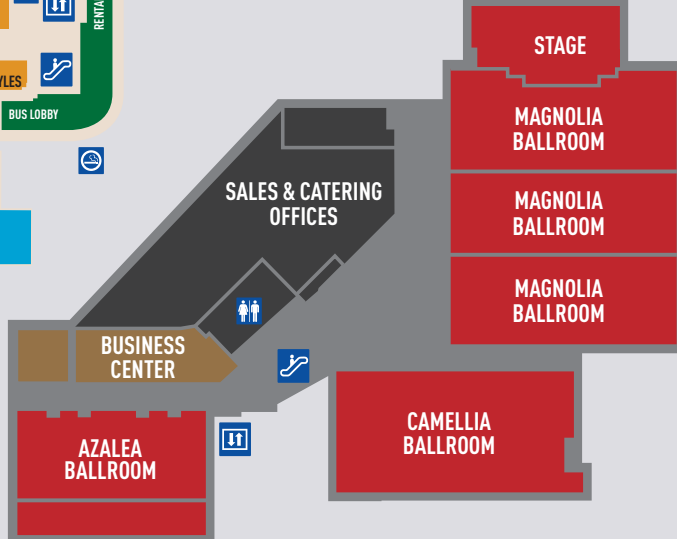 RENTA
YLES
BUS LOBBY
STAGE
MAGNOLIA
BALLROOM
SALES & CATERING
OFFICES
MAGNOLIA
BALLROOM
MAGNOLIA
BALLROOM
BUSINESS
CENTER
CAMELLIA
BALLROOM
AZALEA
BALLROOM